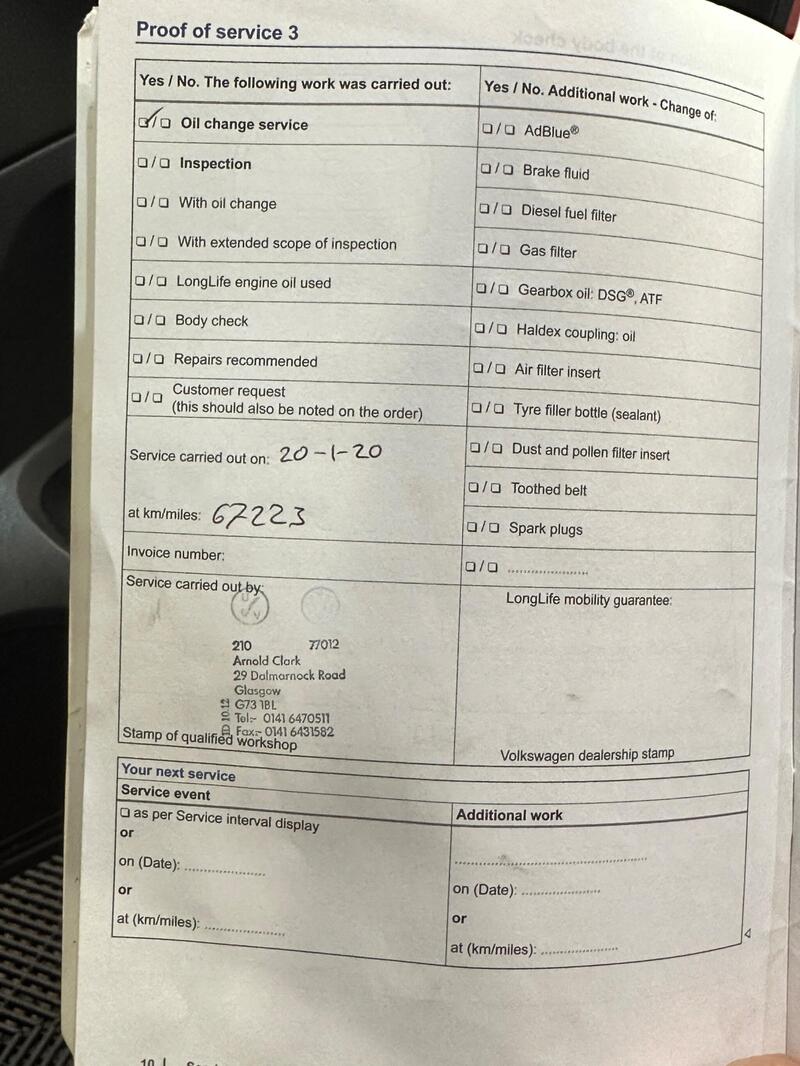 Proof of service 3
Yes / No. The following work was carried out:
❏ / ❏ Oil change service
❏ / ❏ Inspection
❏ / ❏ With oil change
❏ / ❏ With extended scope of inspection
❏ / ❏ LongLife engine oil used
❏ / ❏ Body check
❏ / ❏ Repairs recommended
❏ / ❏ Customer request
(this should also be noted on the order)
Service carried out on: 20-1-20
at km/miles: 67223
Invoice number:
Service carried out by:
210 77012
Arnold Clark
29 Dalmarnock Road
Glasgow
G73 1BL
Tel:- 0141 6470511
Fax:- 0141 6431582
Stamp of qualified workshop
Yes / No. Additional work - Change of:
❏ / ❏ AdBlue®
❏ / ❏ Brake fluid
❏ / ❏ Diesel fuel filter
❏ / ❏ Gas filter
❏ / ❏ Gearbox oil: DSG®, ATF
❏ / ❏ Haldex coupling: oil
❏ / ❏ Air filter insert
❏ / ❏ Tyre filler bottle (sealant)
❏ / ❏ Dust and pollen filter insert
❏ / ❏ Toothed belt
❏ / ❏ Spark plugs
❏ / ❏ ......................
LongLife mobility guarantee:
Volkswagen dealership stamp
Your next service
Service event
❏ as per Service interval display
or
on (Date): ......................
or
at (km/miles): ......................
Additional work
......................................................
on (Date): ......................
or
at (km/miles): ......................
10